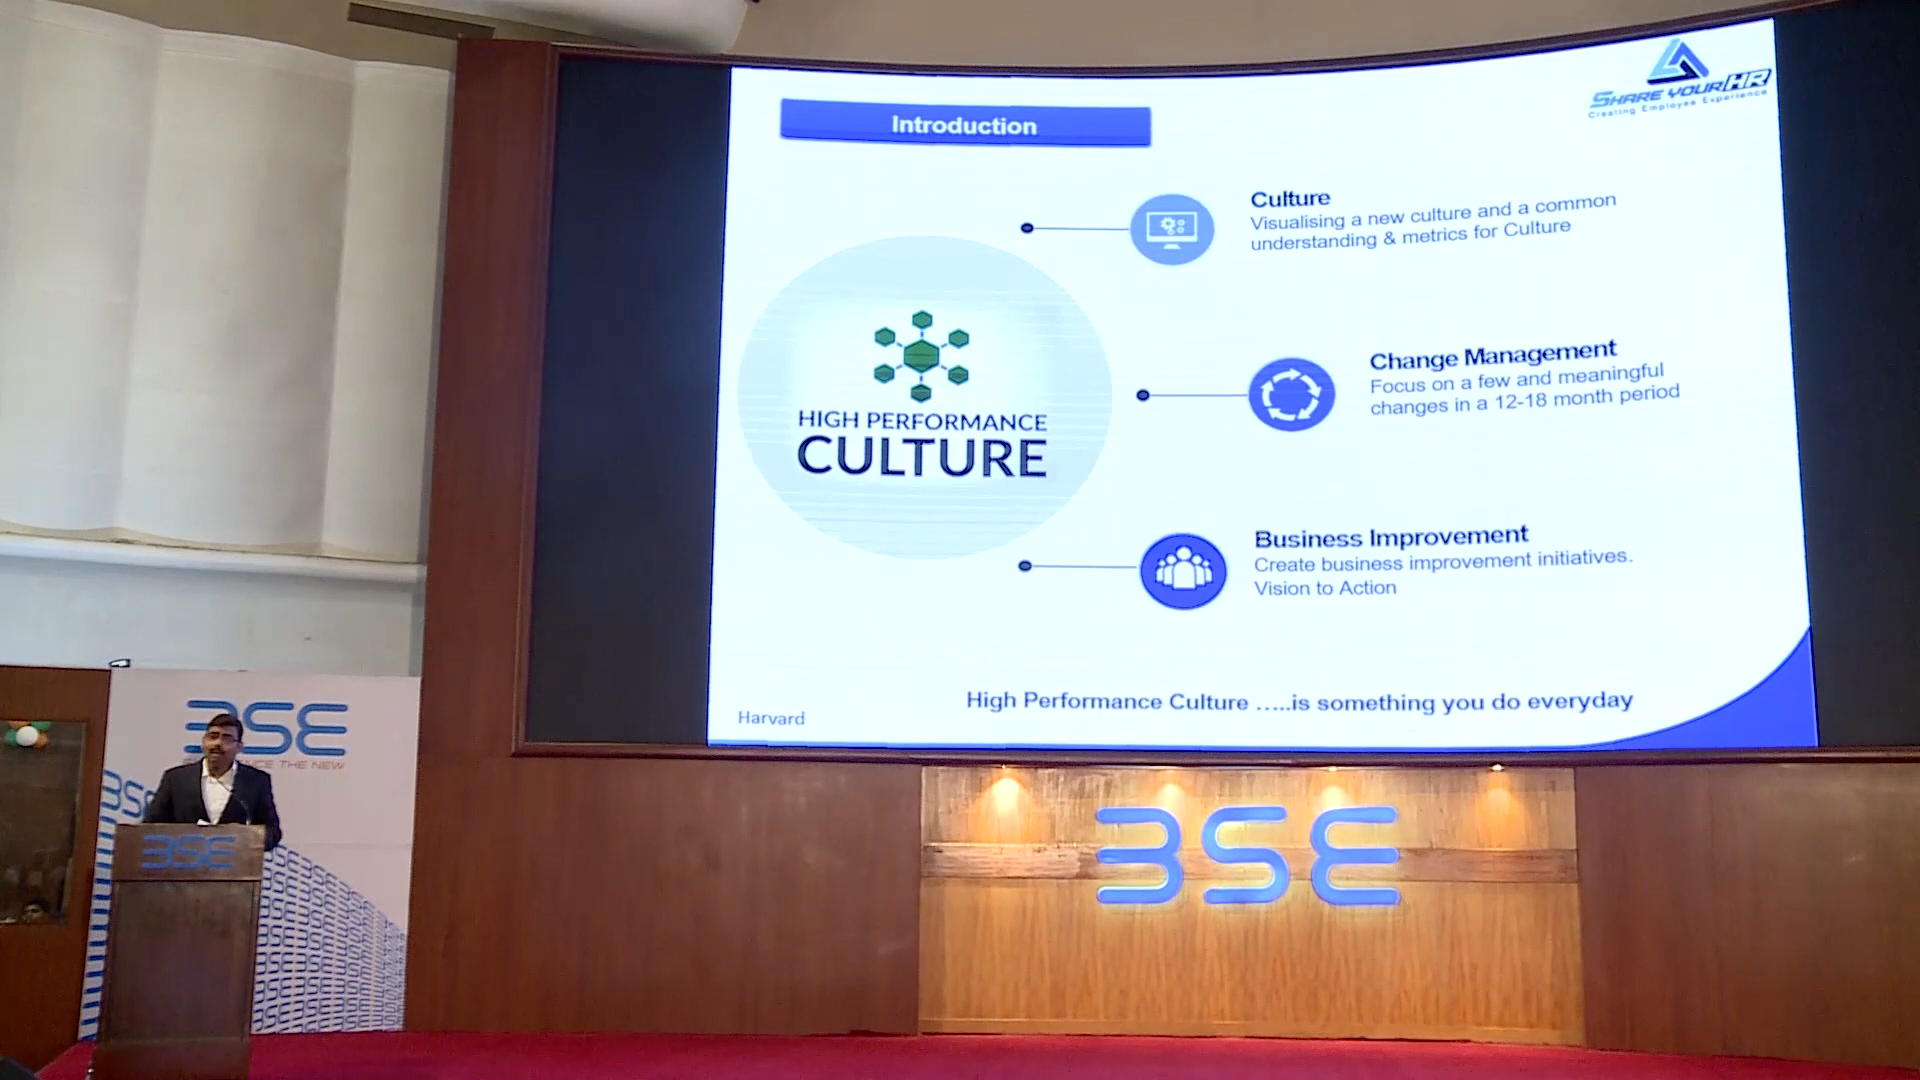 SHARE YOUR HR
Creating Employee Experience
Introduction
Culture
Visualising a new culture and a common
understanding & metrics for Culture
HIGH PERFORMANCE
CULTURE
Change Management
Focus on a few and meaningful
changes in a 12-18 month period
Business Improvement
Create business improvement initiatives.
Vision to Action
High Performance Culture .....is something you do everyday
Harvard
BSE
THE NEW
BSE
BSE